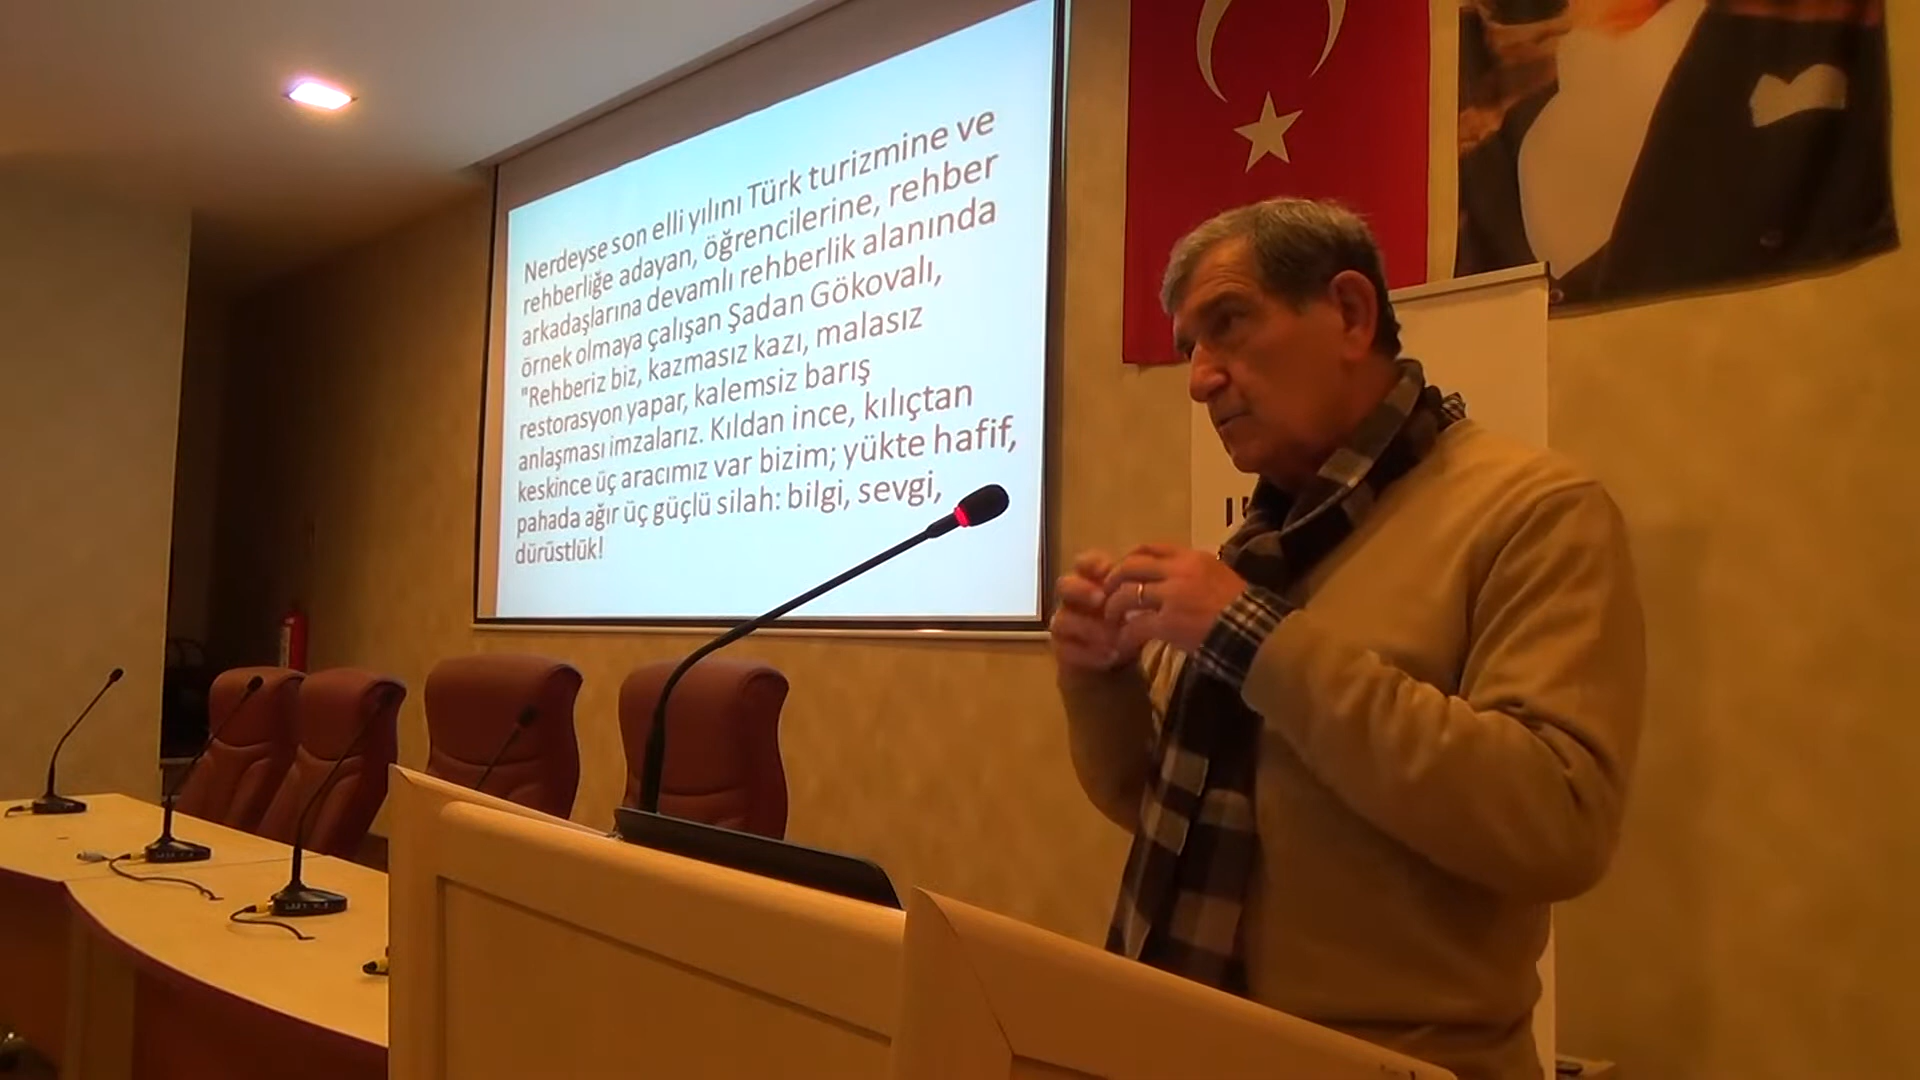 Nerdeyse son elli yılını Türk turizmine ve
rehberliğe adayan, öğrencilerine, rehber
arkadaşlarına devamlı rehberlik alanında
örnek olmaya çalışan Şadan Gökovalı,
"Rehberiz biz, kazmasız kazı, malasız
restorasyon yapar, kalemsiz barış
anlaşması imzalarız. Kıldan ince, kılıçtan
keskince üç aracımız var bizim; yükte hafif,
pahada ağır üç güçlü silah: bilgi, sevgi,
dürüstlük!